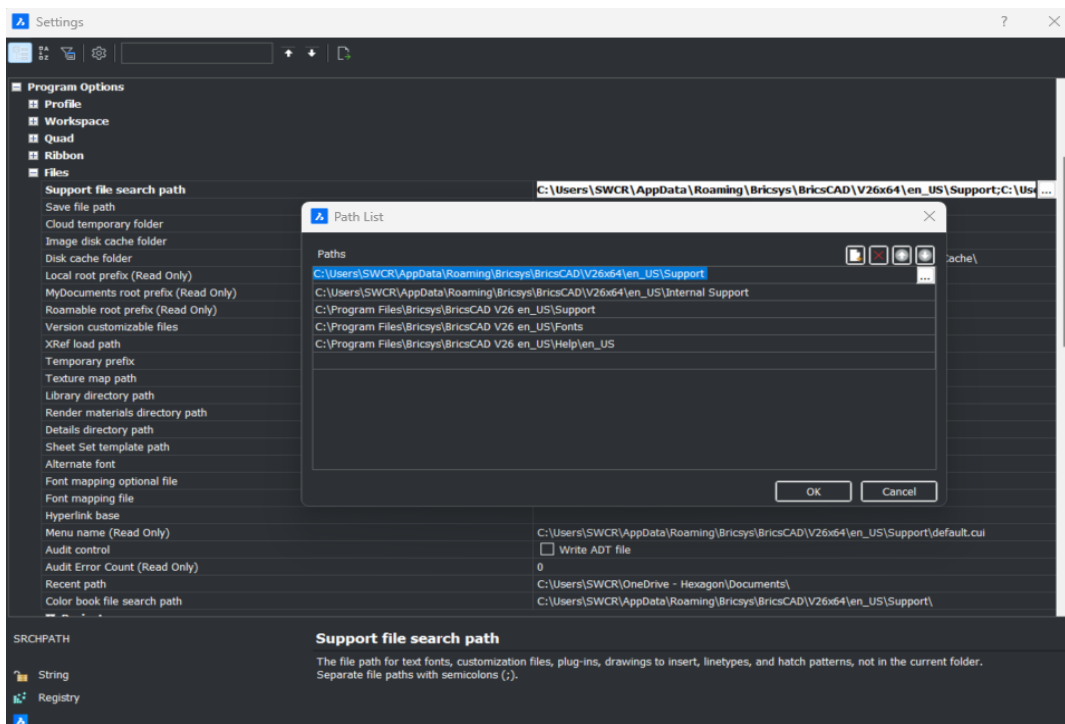 Settings
Program Options
Profile
Workspace
Quad
Ribbon
Files
Support file search path C:\Users\SWCR\AppData\Roaming\Bricsys\BricsCAD\V26x64\en_US\Support;C:\Use ...
Save file path
Cloud temporary folder
Image disk cache folder
Disk cache folder Cache\
Local root prefix (Read Only)
MyDocuments root prefix (Read Only)
Roamable root prefix (Read Only)
Version customizable files
XRef load path
Temporary prefix
Texture map path
Library directory path
Render materials directory path
Details directory path
Sheet Set template path
Alternate font
Font mapping optional file
Font mapping file
Hyperlink base
Menu name (Read Only) C:\Users\SWCR\AppData\Roaming\Bricsys\BricsCAD\V26x64\en_US\Support\default.cui
Audit control Write ADT file
Audit Error Count (Read Only) 0
Recent path C:\Users\SWCR\OneDrive - Hexagon\Documents\
Color book file search path C:\Users\SWCR\AppData\Roaming\Bricsys\BricsCAD\V26x64\en_US\Support\
Path List
Paths
C:\Users\SWCR\AppData\Roaming\Bricsys\BricsCAD\V26x64\en_US\Support ...
C:\Users\SWCR\AppData\Roaming\Bricsys\BricsCAD\V26x64\en_US\Internal Support
C:\Program Files\Bricsys\BricsCAD V26 en_US\Support
C:\Program Files\Bricsys\BricsCAD V26 en_US\Fonts
C:\Program Files\Bricsys\BricsCAD V26 en_US\Help\en_US
OK Cancel
SRCHPATH
String
Registry
Support file search path
The file path for text fonts, customization files, plug-ins, drawings to insert, linetypes, and hatch patterns, not in the current folder.
Separate file paths with semicolons (;).